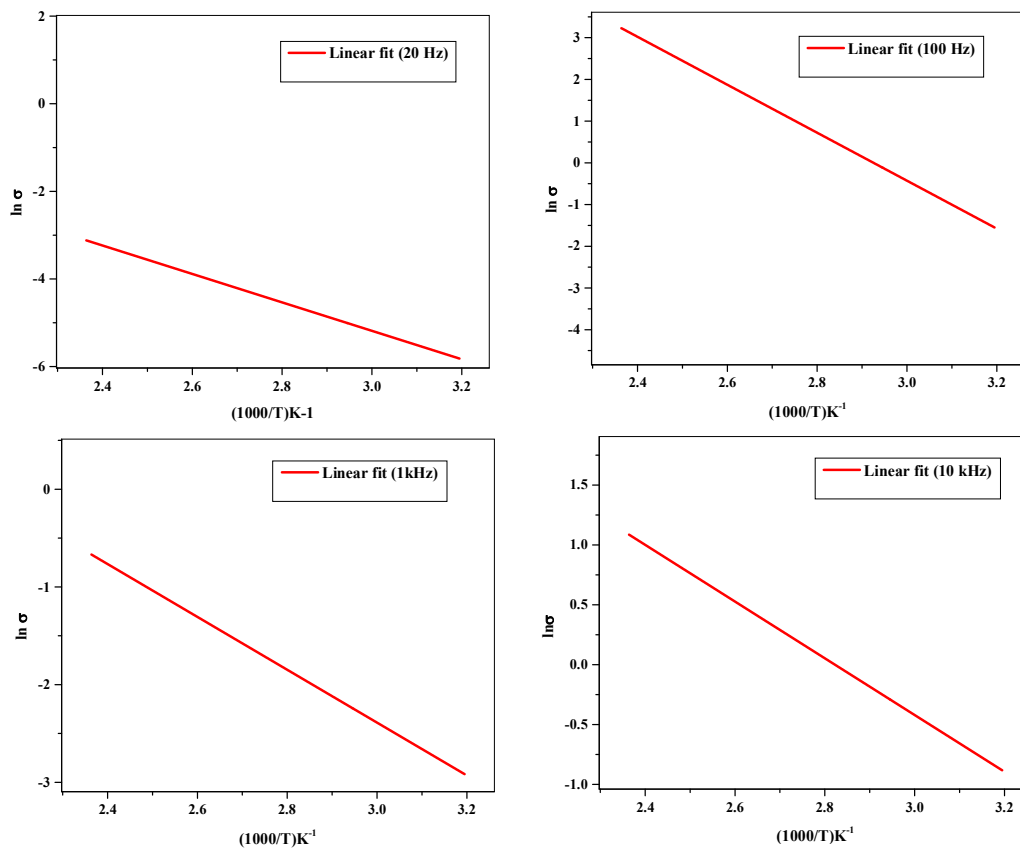 2
0
-2
-4
-6
ln σ
Linear fit (20 Hz)
2.4 2.6 2.8 3.0 3.2
(1000/T)K-1
3
2
1
0
-1
-2
-3
-4
ln σ
Linear fit (100 Hz)
2.4 2.6 2.8 3.0 3.2
(1000/T)K⁻¹
0
-1
-2
-3
ln σ
Linear fit (1kHz)
2.4 2.6 2.8 3.0 3.2
(1000/T)K⁻¹
1.5
1.0
0.5
0.0
-0.5
-1.0
lnσ
Linear fit (10 kHz)
2.4 2.6 2.8 3.0 3.2
(1000/T)K⁻¹